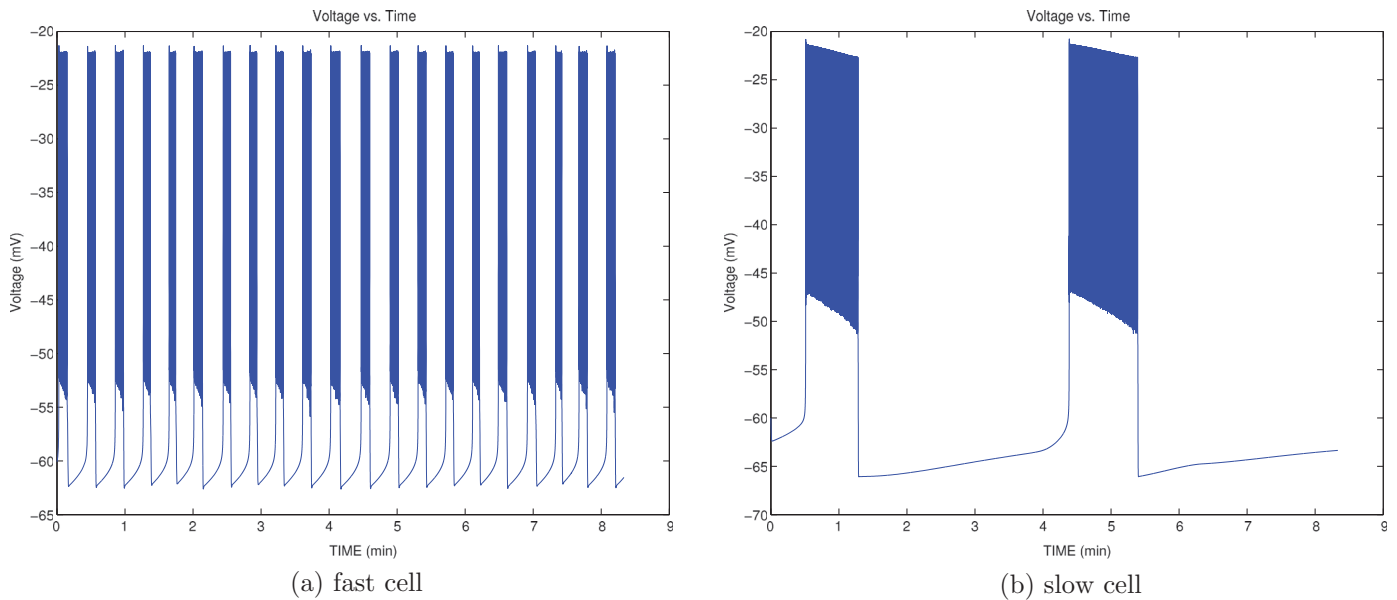 Voltage vs. Time
−20
−25
−30
−35
−40
−45
−50
−55
−60
−65
Voltage (mV)
0 1 2 3 4 5 6 7 8 9
TIME (min)
(a) fast cell
Voltage vs. Time
−20
−25
−30
−35
−40
−45
−50
−55
−60
−65
−70
Voltage (mV)
0 1 2 3 4 5 6 7 8 9
TIME (min)
(b) slow cell